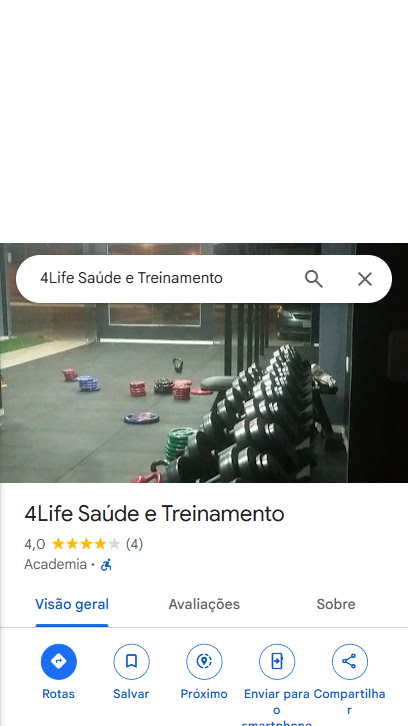 4Life Saúde e Treinamento
4Life Saúde e Treinamento
4,0 (4)
Academia ·
Visão geral Avaliações Sobre
Rotas Salvar Próximo Enviar para o smartphone Compartilhar